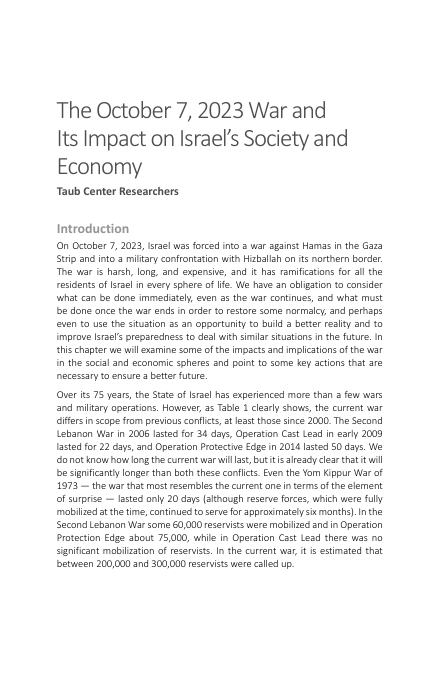 The October 7, 2023 War and
Its Impact on Israel's Society and
Economy
Taub Center Researchers
Introduction
On October 7, 2023, Israel was forced into a war against Hamas in the Gaza
Strip and into a military confrontation with Hizballah on its northern border.
The war is harsh, long, and expensive, and it has ramifications for all the
residents of Israel in every sphere of life. We have an obligation to consider
what can be done immediately, even as the war continues, and what must
be done once the war ends in order to restore some normalcy, and perhaps
even to use the situation as an opportunity to build a better reality and to
improve Israel's preparedness to deal with similar situations in the future. In
this chapter we will examine some of the impacts and implications of the war
in the social and economic spheres and point to some key actions that are
necessary to ensure a better future.
Over its 75 years, the State of Israel has experienced more than a few wars
and military operations. However, as Table 1 clearly shows, the current war
differs in scope from previous conflicts, at least those since 2000. The Second
Lebanon War in 2006 lasted for 34 days, Operation Cast Lead in early 2009
lasted for 22 days, and Operation Protective Edge in 2014 lasted 50 days. We
do not know how long the current war will last, but it is already clear that it will
be significantly longer than both these conflicts. Even the Yom Kippur War of
1973 — the war that most resembles the current one in terms of the element
of surprise — lasted only 20 days (although reserve forces, which were fully
mobilized at the time, continued to serve for approximately six months). In the
Second Lebanon War some 60,000 reservists were mobilized and in Operation
Protection Edge about 75,000, while in Operation Cast Lead there was no
significant mobilization of reservists. In the current war, it is estimated that
between 200,000 and 300,000 reservists were called up.